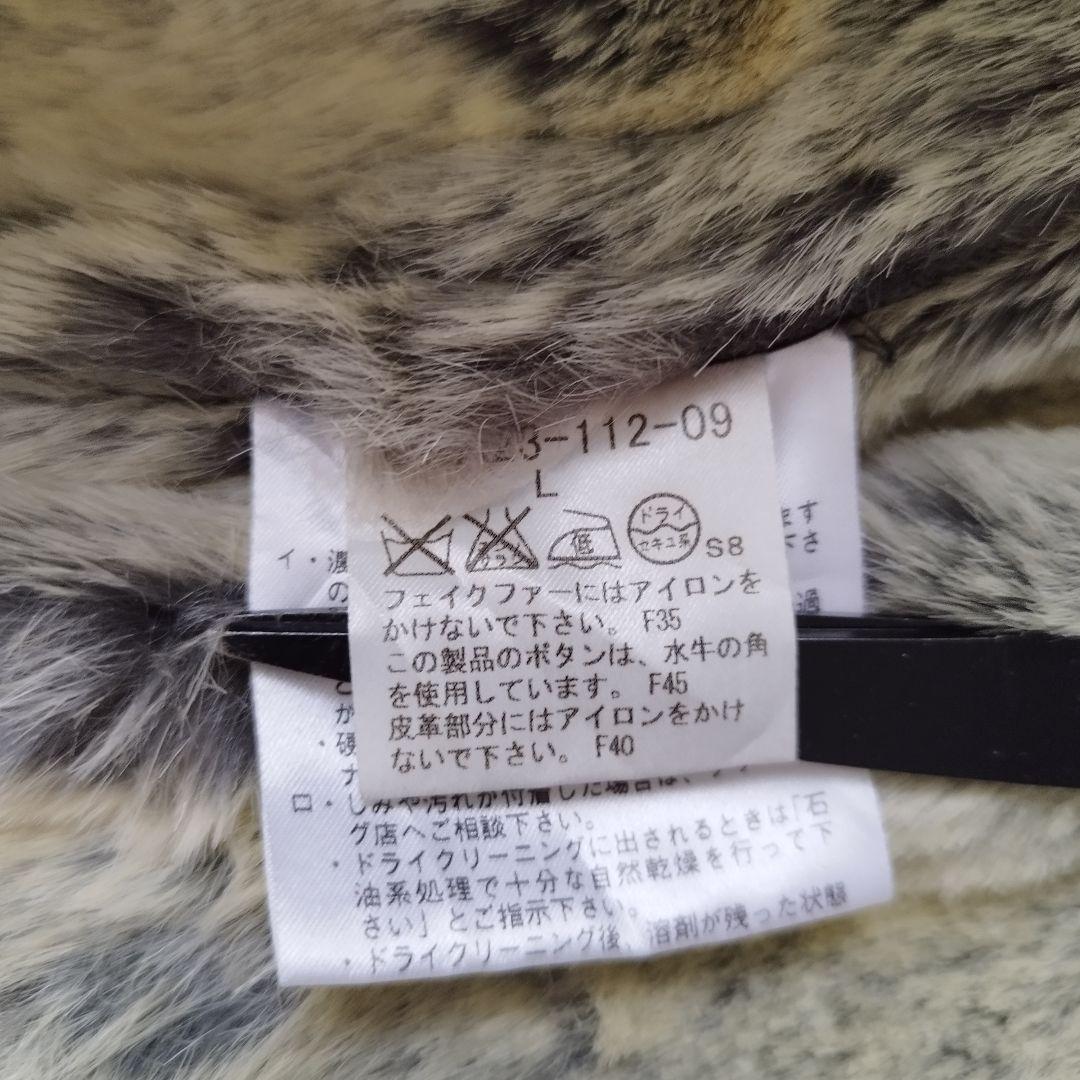 3-112-09
L
ドライ
セキユ系
低
S8
フェイクファーにはアイロンを
かけないで下さい。 F35
この製品のボタンは、水牛の角
を使用しています。 F45
皮革部分にはアイロンをかけ
ないで下さい。 F40
イ・濃
の
す
さ
過
が
・硬
ロ・しみや汚れが付着した場合は、
グ店へご相談下さい。
・ドライクリーニングに出されるときは「石
油系処理で十分な自然乾燥を行って下
さい」とご指示下さい。
・ドライクリーニング後、溶剤が残った状態